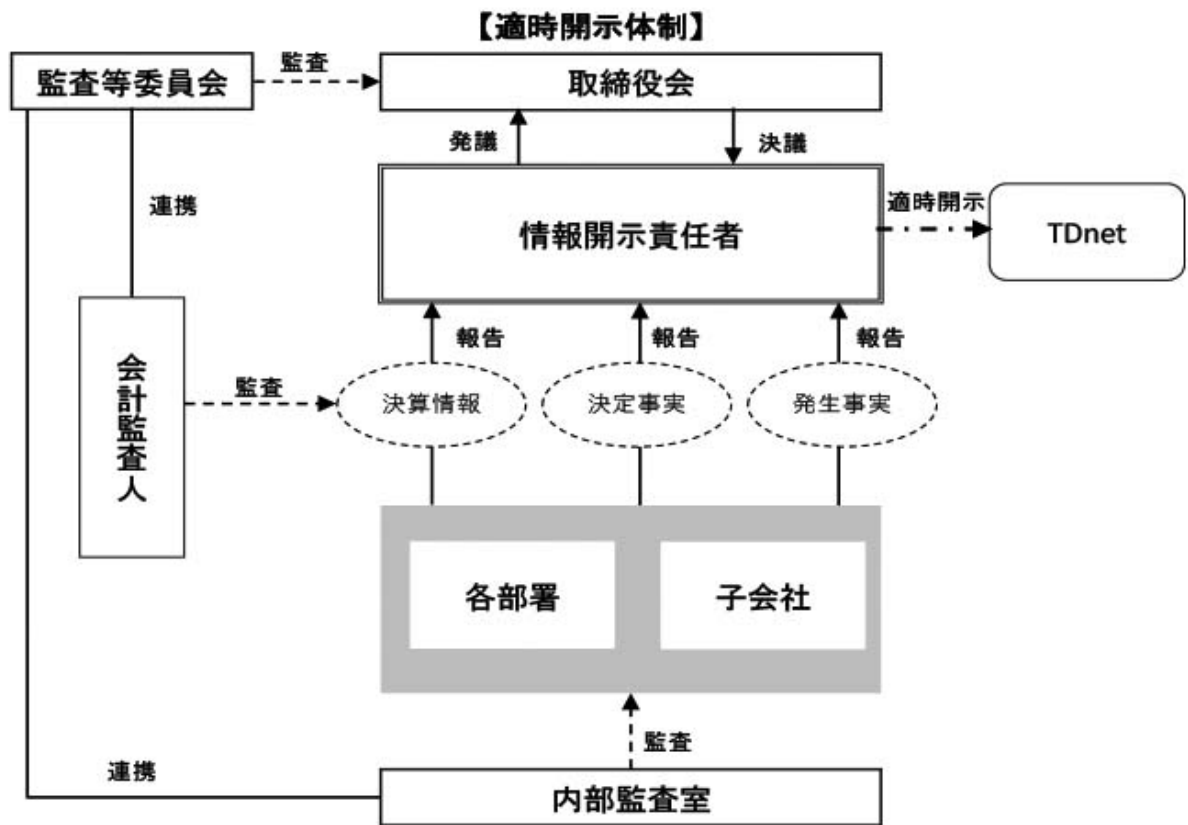 【適時開示体制】
監査等委員会
監査
取締役会
発議
決議
連携
情報開示責任者
適時開示
TDnet
報告
報告
報告
会計監査人
監査
決算情報
決定事実
発生事実
各部署
子会社
監査
連携
内部監査室